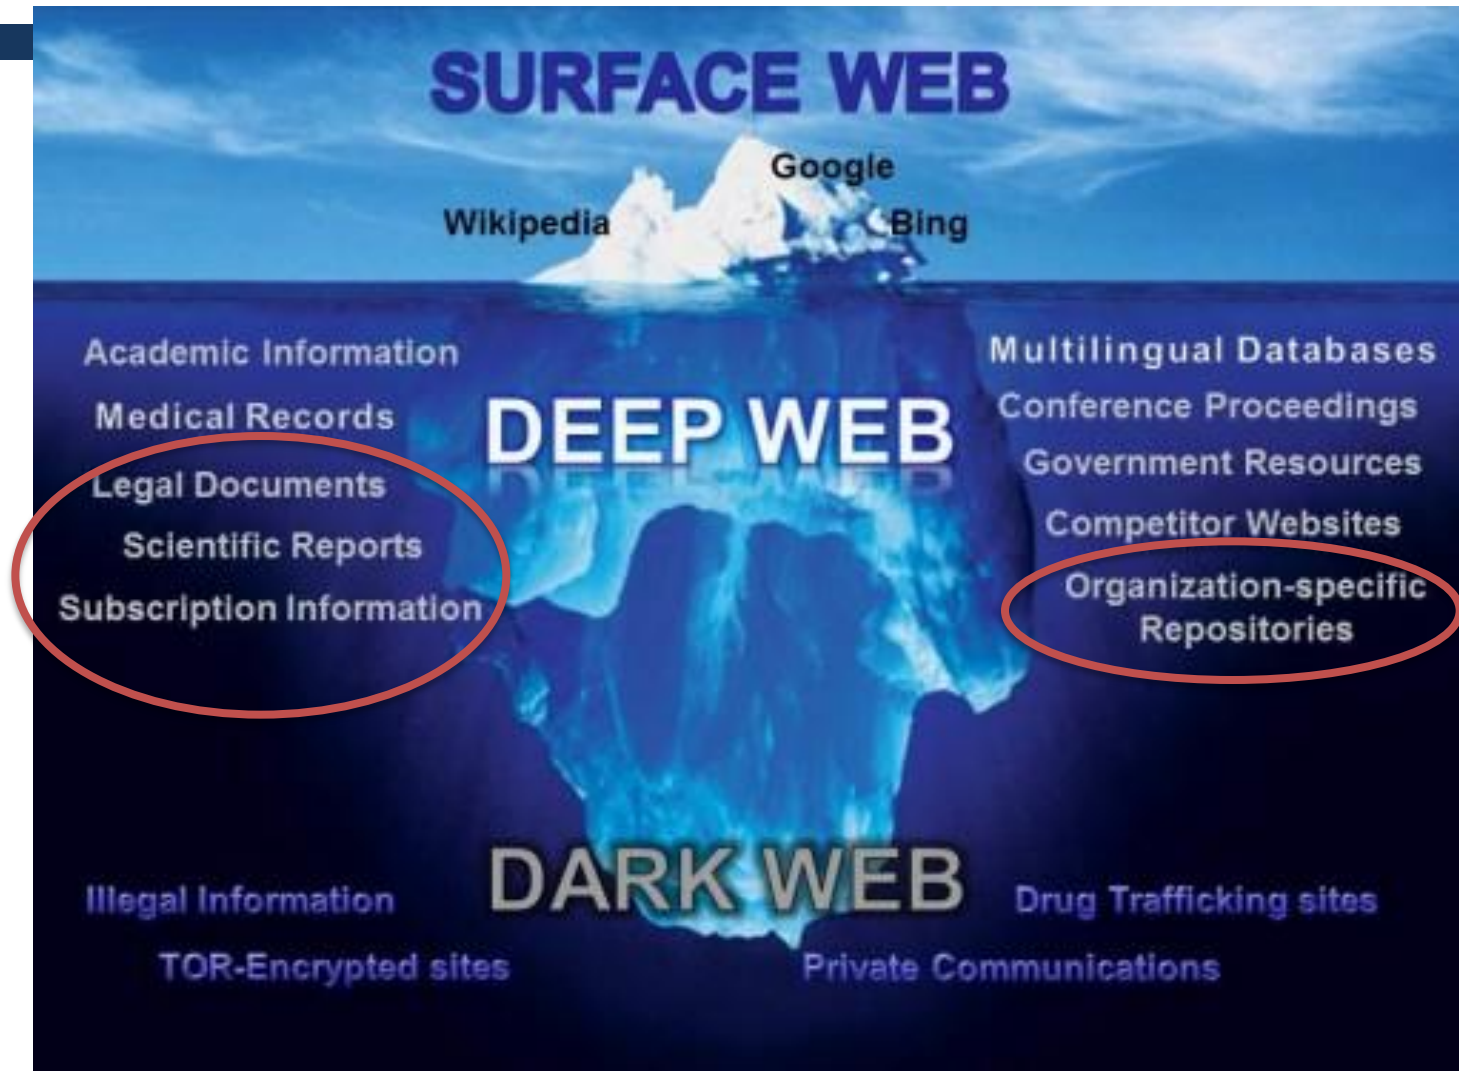 SURFACE WEB
Google
Wikipedia
Bing
Academic Information
Multilingual Databases
Medical Records
DEEP WEB
Conference Proceedings
Legal Documents
Government Resources
Scientific Reports
Competitor Websites
Subscription Information
Organization-specific
Repositories
DARK WEB
Illegal Information
Drug Trafficking sites
TOR-Encrypted sites
Private Communications